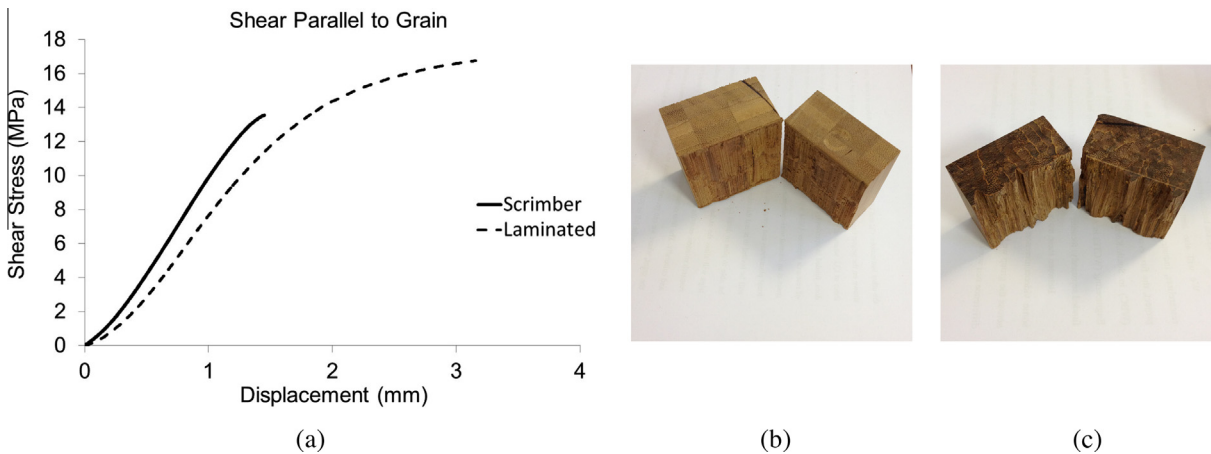 Shear Parallel to Grain
18
16
14
12
10
8
6
4
2
0
Shear Stress (MPa)
0 1 2 3 4
Displacement (mm)
Scrimber
Laminated
(a) (b) (c)